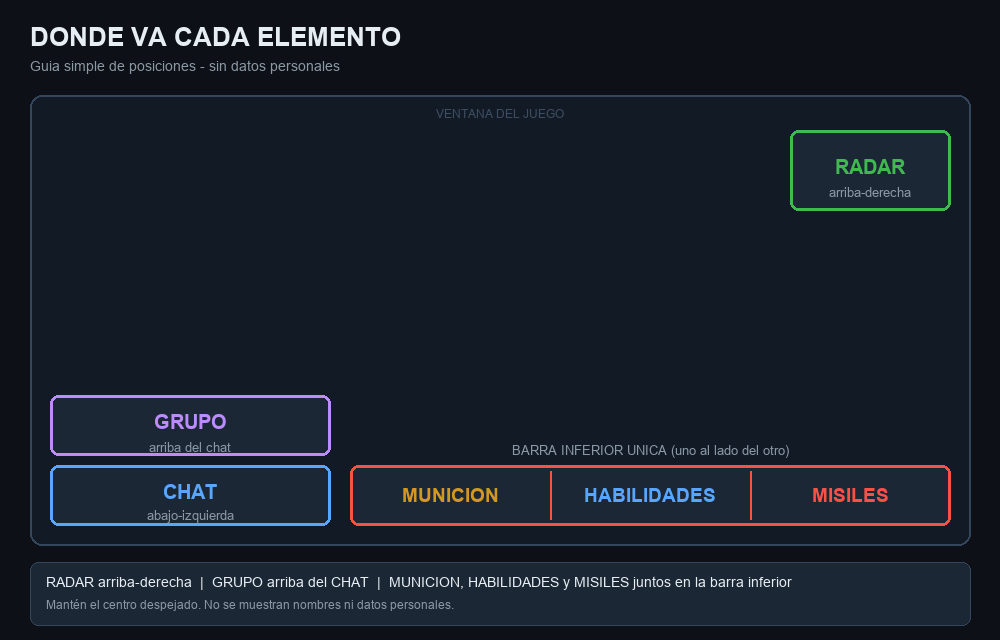 DONDE VA CADA ELEMENTO
Guia simple de posiciones - sin datos personales
VENTANA DEL JUEGO
RADAR
arriba-derecha
GRUPO
arriba del chat
BARRA INFERIOR UNICA (uno al lado del otro)
CHAT
abajo-izquierda
MUNICION
HABILIDADES
MISILES
RADAR arriba-derecha | GRUPO arriba del CHAT | MUNICION, HABILIDADES y MISILES juntos en la barra inferior
Mantén el centro despejado. No se muestran nombres ni datos personales.